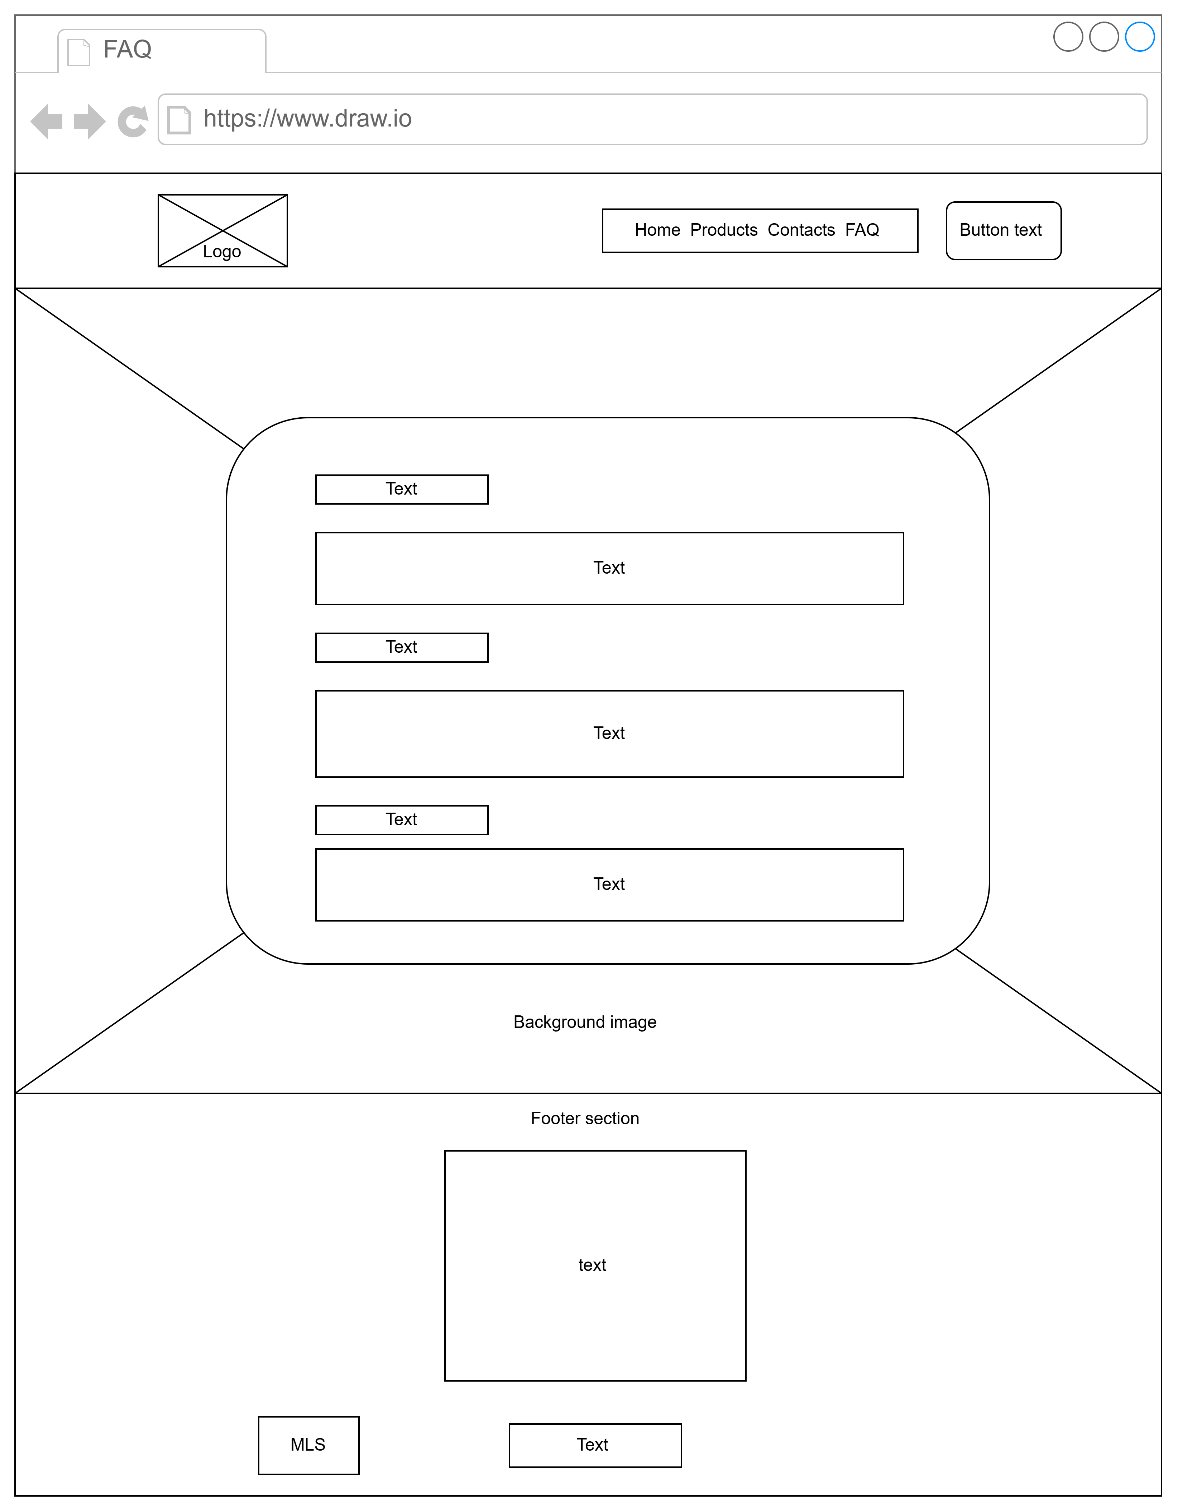 FAQ
https://www.draw.io
Logo
Home Products Contacts FAQ
Button text
Text
Text
Text
Text
Text
Text
Background image
Footer section
text
MLS
Text